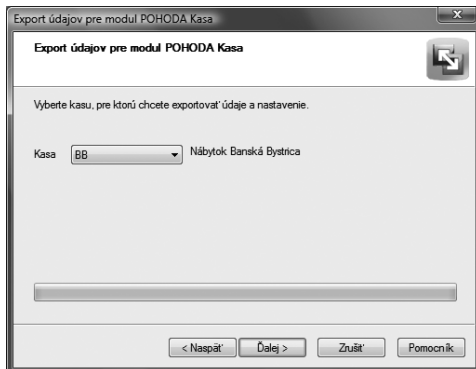 Export údajov pre modul POHODA Kasa
Export údajov pre modul POHODA Kasa
Vyberte kasu, pre ktorú chcete exportovať údaje a nastavenie.
Kasa BB Nábytok Banská Bystrica
< Naspäť Ďalej > Zrušiť Pomocník